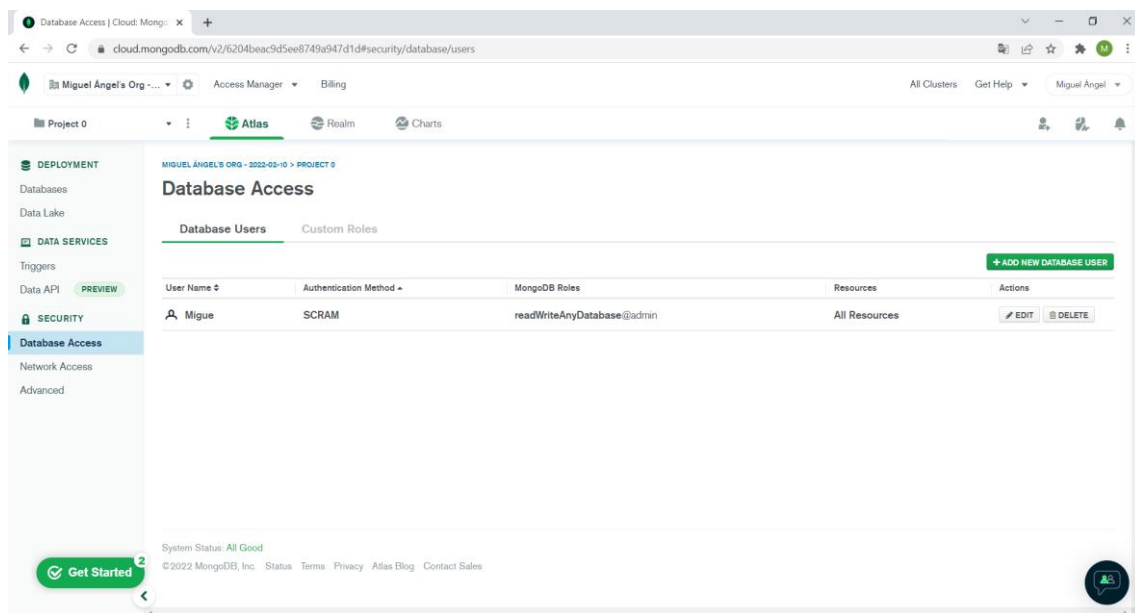 Database Access | Cloud: Mongo
cloud.mongodb.com/v2/6204beac9d5ee8749a947d1d#security/database/users
M
Miguel Ángel's Org -... Access Manager Billing All Clusters Get Help Miguel Ángel
Project 0 Atlas Realm Charts
DEPLOYMENT
Databases
Data Lake
DATA SERVICES
Triggers
Data API PREVIEW
SECURITY
Database Access
Network Access
Advanced
MIGUEL ÁNGEL'S ORG - 2022-02-10 > PROJECT 0
Database Access
Database Users Custom Roles
+ ADD NEW DATABASE USER
User Name Authentication Method MongoDB Roles Resources Actions
Migue SCRAM readWriteAnyDatabase@admin All Resources EDIT DELETE
System Status: All Good
©2022 MongoDB, Inc. Status Terms Privacy Atlas Blog Contact Sales
Get Started 2